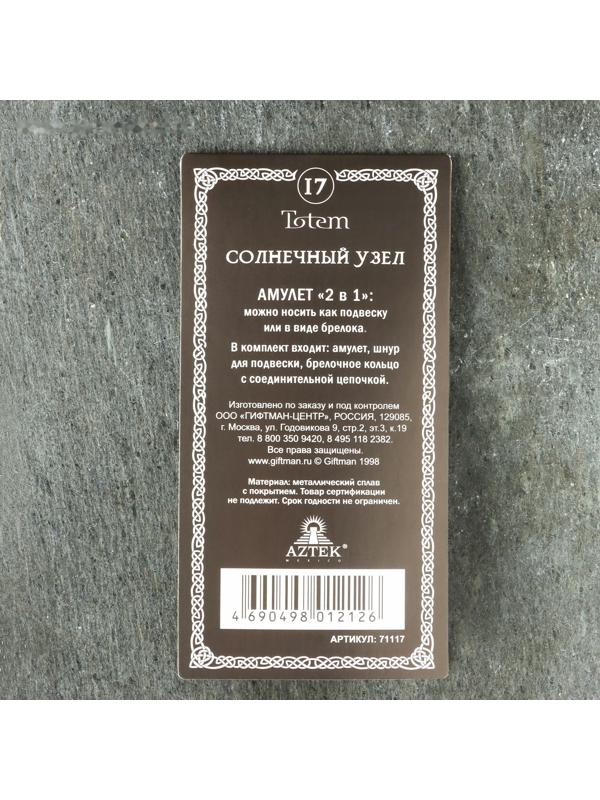 17
Totem
СОЛНЕЧНЫЙ УЗЕЛ
АМУЛЕТ «2 в 1»:
можно носить как подвеску
или в виде брелока.
В комплект входит: амулет, шнур
для подвески, брелочное кольцо
с соединительной цепочкой.
Изготовлено по заказу и под контролем
ООО «ГИФТМАН-ЦЕНТР», РОССИЯ, 129085,
г. Москва, ул. Годовикова 9, стр.2, эт.3, к.19
тел. 8 800 350 9420, 8 495 118 2382.
Все права защищены.
www.giftman.ru © Giftman 1998
Материал: металлический сплав
с покрытием. Товар сертификации
не подлежит. Срок годности не ограничен.
AZTEK®
MEXICO
4 690498 012126
АРТИКУЛ: 71117